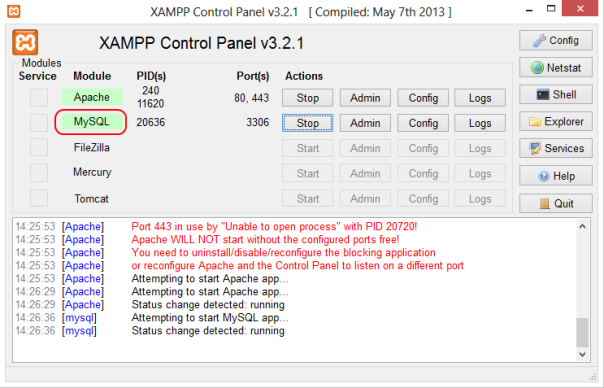 XAMPP Control Panel v3.2.1 [ Compiled: May 7th 2013 ]
XAMPP Control Panel v3.2.1
Config
Modules
Service Module PID(s) Port(s) Actions
Netstat
Apache 240 11620 80, 443 Stop Admin Config Logs
Shell
MySQL 20636 3306 Stop Admin Config Logs
Explorer
FileZilla Start Admin Config Logs
Services
Mercury Start Admin Config Logs
Help
Tomcat Start Admin Config Logs
Quit
14:25:53 [Apache] Port 443 in use by "Unable to open process" with PID 20720!
14:25:53 [Apache] Apache WILL NOT start without the configured ports free!
14:25:53 [Apache] You need to uninstall/disable/reconfigure the blocking application
14:25:53 [Apache] or reconfigure Apache and the Control Panel to listen on a different port
14:25:53 [Apache] Attempting to start Apache app...
14:26:29 [Apache] Attempting to start Apache app...
14:26:29 [Apache] Status change detected: running
14:26:36 [mysql] Attempting to start MySQL app...
14:26:36 [mysql] Status change detected: running